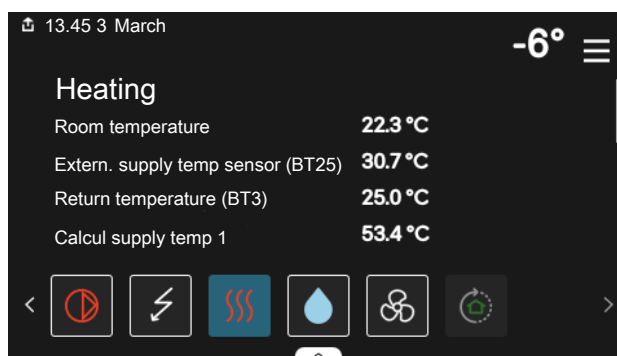 13.45 3 March
-6°
Heating
Room temperature 22.3 °C
Extern. supply temp sensor (BT25) 30.7 °C
Return temperature (BT3) 25.0 °C
Calcul supply temp 1 53.4 °C